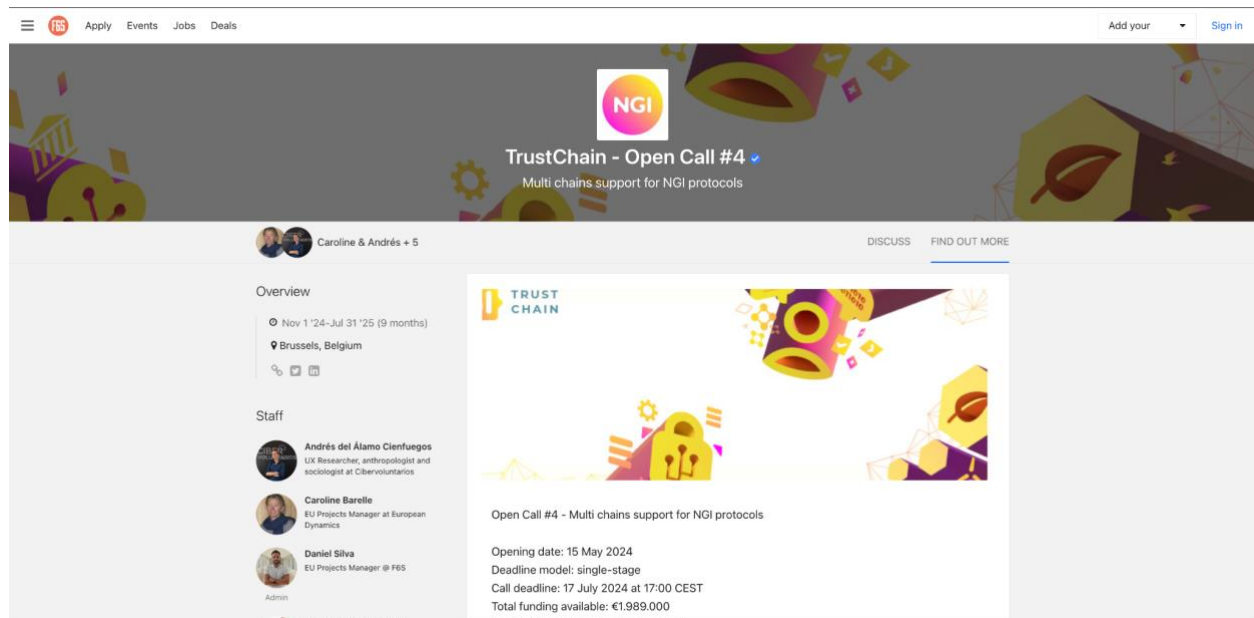 F6S
Apply Events Jobs Deals
Add your
Sign in
NGI
TrustChain - Open Call #4
Multi chains support for NGI protocols
Caroline & Andrés + 5
DISCUSS FIND OUT MORE
Overview
Nov 1 '24-Jul 31 '25 (9 months)
Brussels, Belgium
Staff
Andrés del Álamo Cienfuegos
UX Researcher, anthropologist and
sociologist at Cibervoluntarios
Caroline Barelle
EU Projects Manager at European
Dynamics
Daniel Silva
EU Projects Manager @ F6S
Admin
TRUST
CHAIN
Open Call #4 - Multi chains support for NGI protocols
Opening date: 15 May 2024
Deadline model: single-stage
Call deadline: 17 July 2024 at 17:00 CEST
Total funding available: €1.989.000